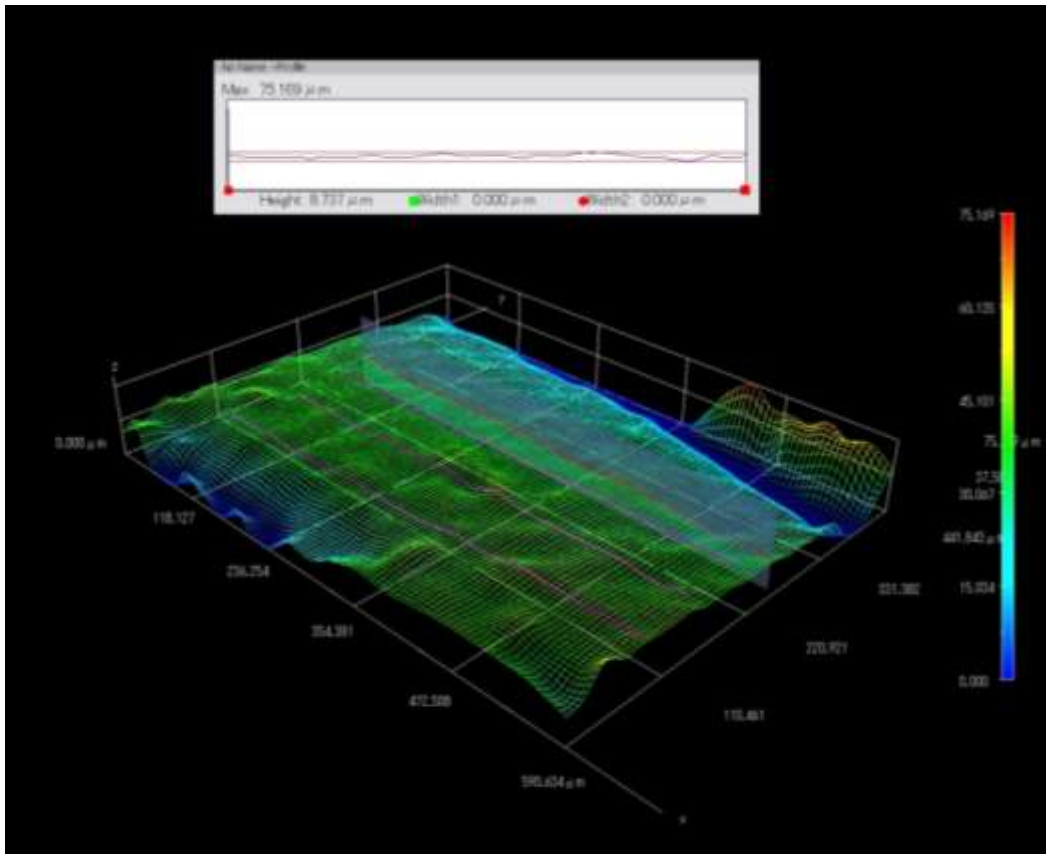 Max 75.169 μm
Height 8.737 μm Width1 0.000 μm Width2 0.000 μm
75.169
60.135
45.101
30.067
15.034
0.000
z
y
0.000 μm
118.127
236.254
354.381
472.508
590.634 μm
x
110.461
220.921
331.382